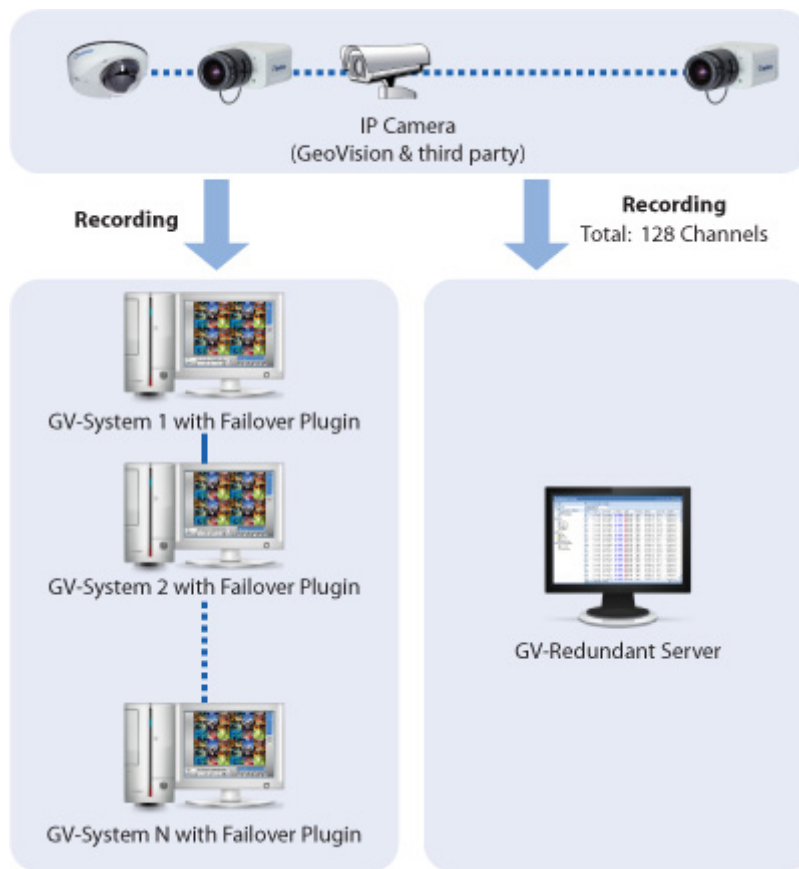 IP Camera
(GeoVision & third party)
Recording
Recording
Total: 128 Channels
GV-System 1 with Failover Plugin
GV-System 2 with Failover Plugin
GV-System N with Failover Plugin
GV-Redundant Server